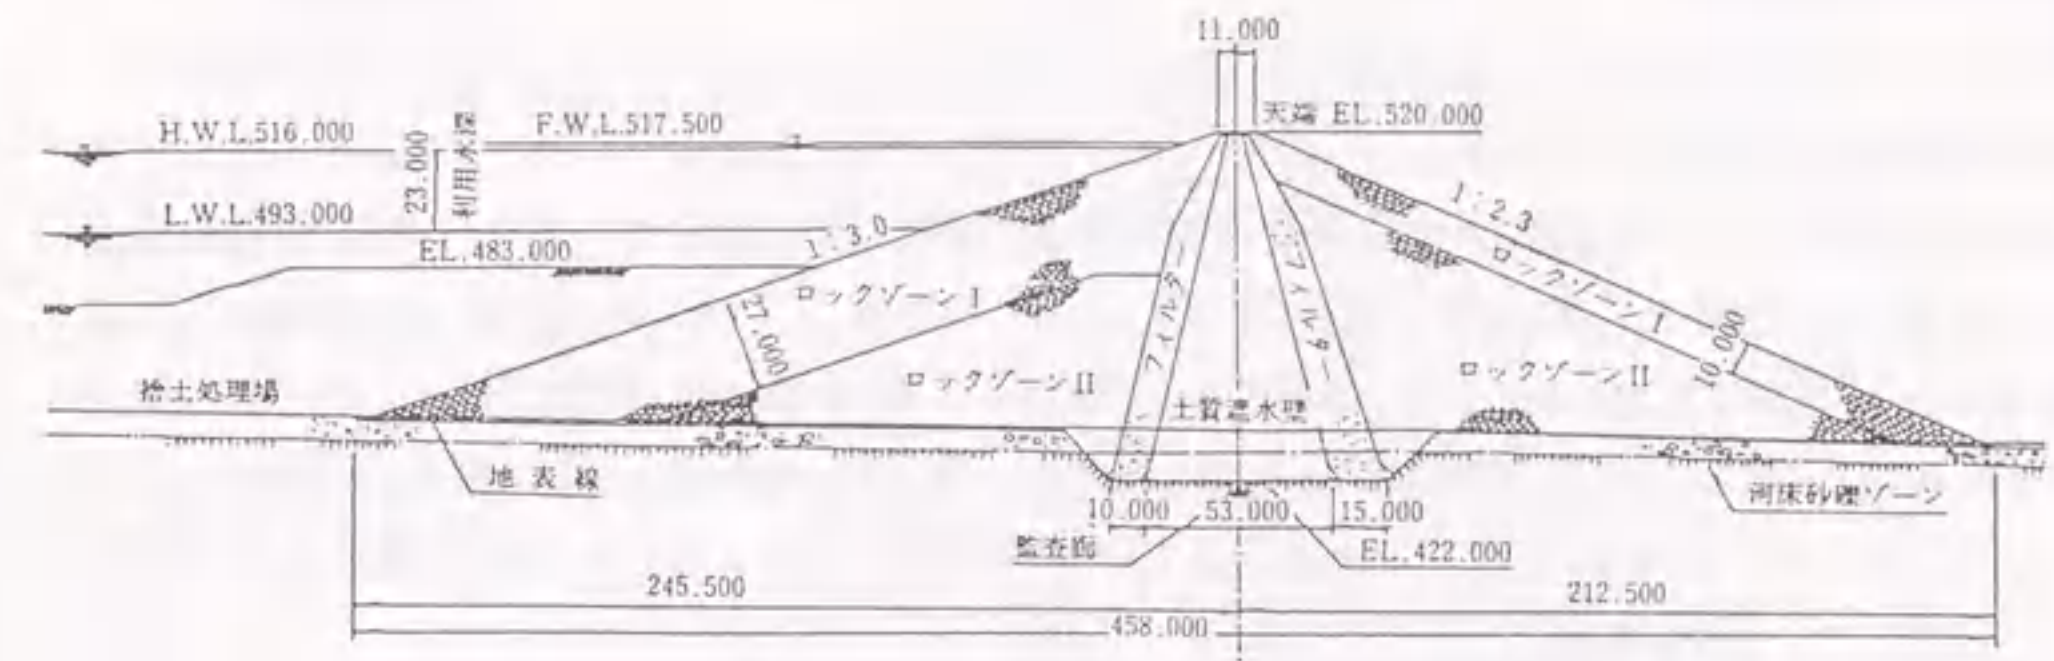 11.000
天端 EL.520.000
H.W.L.516.000
F.W.L.517.500
23.000
利用水深
L.W.L.493.000
EL.483.000
1:3.0
1:2.3
ロックゾーンI
ロックゾーンI
27.000
フィルター
フィルター
10.000
捨土処理場
ロックゾーンII
ロックゾーンII
土質遮水壁
地表線
河床砂礫ゾーン
10.000
53.000
15.000
監査廊
EL.422.000
245.500
212.500
458.000